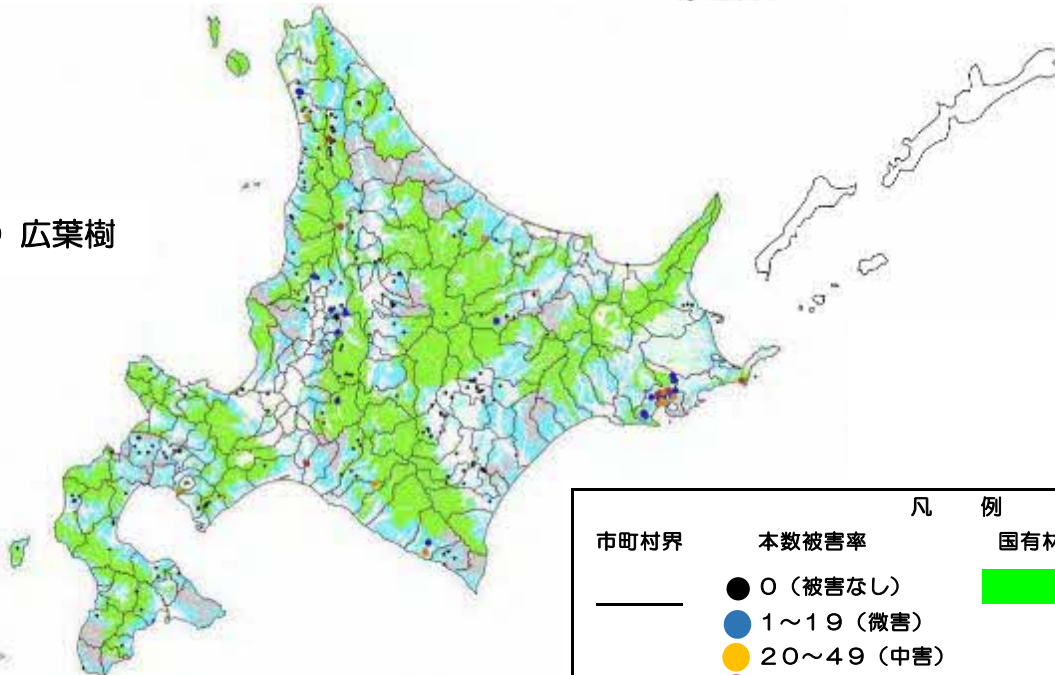 広葉樹
凡 例
市町村界 本数被害率 国有林
0（被害なし）
1～19（微害）
20～49（中害）